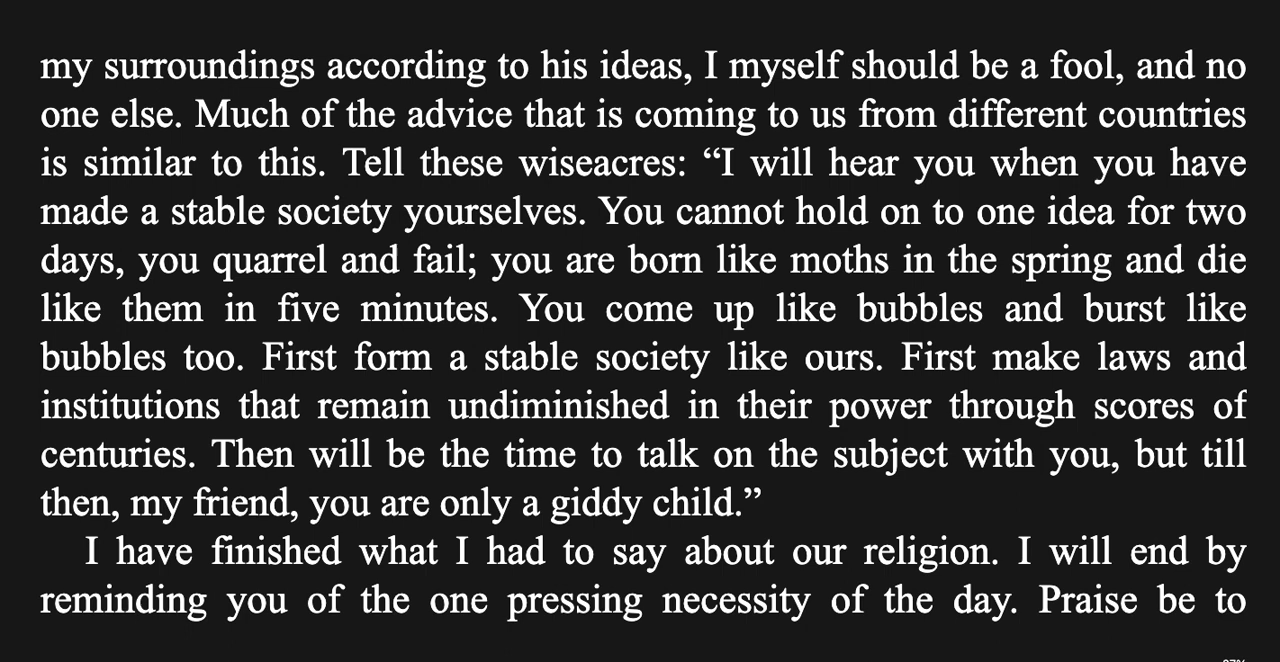 my surroundings according to his ideas, I myself should be a fool, and no
one else. Much of the advice that is coming to us from different countries
is similar to this. Tell these wiseacres: “I will hear you when you have
made a stable society yourselves. You cannot hold on to one idea for two
days, you quarrel and fail; you are born like moths in the spring and die
like them in five minutes. You come up like bubbles and burst like
bubbles too. First form a stable society like ours. First make laws and
institutions that remain undiminished in their power through scores of
centuries. Then will be the time to talk on the subject with you, but till
then, my friend, you are only a giddy child.”
I have finished what I had to say about our religion. I will end by
reminding you of the one pressing necessity of the day. Praise be to